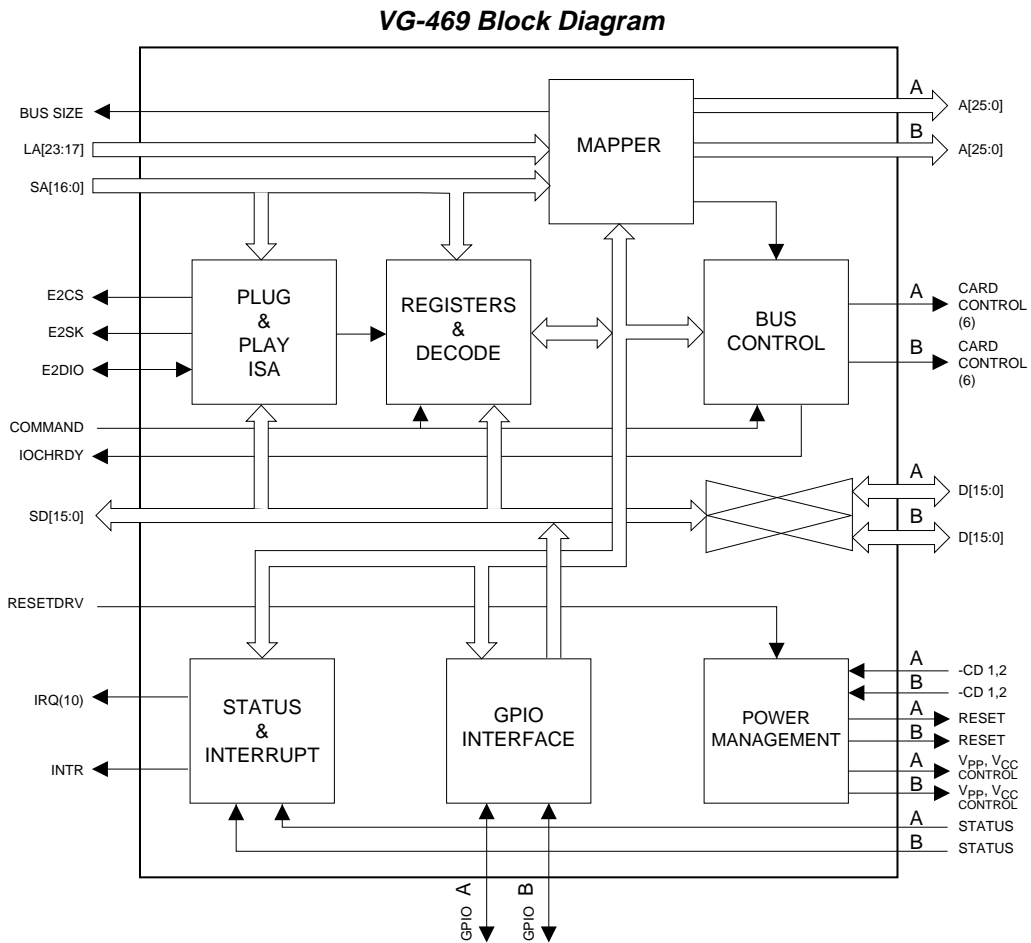 VG-469 Block Diagram
BUS SIZE
LA[23:17]
SA[16:0]
MAPPER
A
A[25:0]
B
A[25:0]
E2CS
E2SK
E2DIO
PLUG
&
PLAY
ISA
REGISTERS
&
DECODE
BUS
CONTROL
A
CARD
CONTROL
(6)
B
CARD
CONTROL
(6)
COMMAND
IOCHRDY
SD[15:0]
A
D[15:0]
B
D[15:0]
RESETDRV
IRQ(10)
INTR
STATUS
&
INTERRUPT
GPIO
INTERFACE
POWER
MANAGEMENT
A
-CD 1,2
B
-CD 1,2
A
RESET
B
RESET
A
VPP, VCC
CONTROL
B
VPP, VCC
CONTROL
A
STATUS
B
STATUS
GPIO A
GPIO B